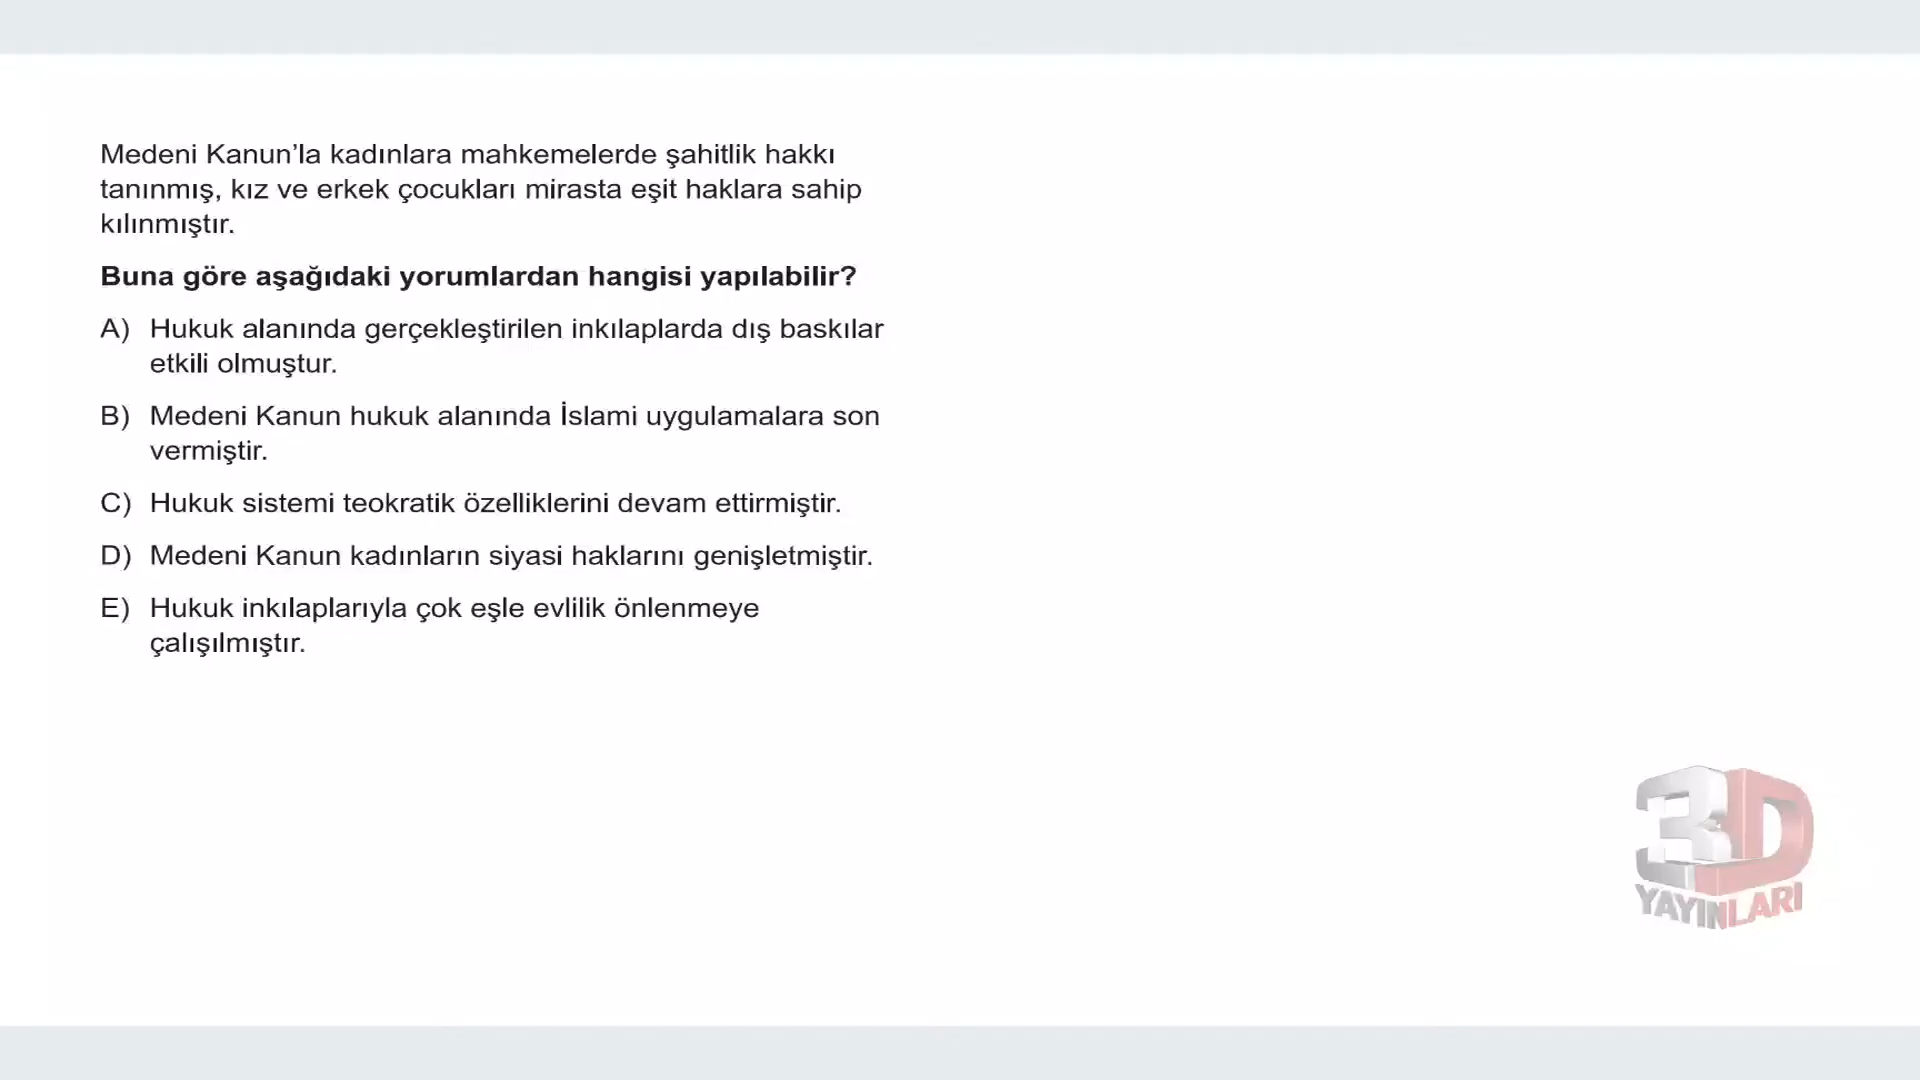 Medeni Kanun’la kadınlara mahkemelerde şahitlik hakkı
tanınmış, kız ve erkek çocukları mirasta eşit haklara sahip
kılınmıştır.
Buna göre aşağıdaki yorumlardan hangisi yapılabilir?
A) Hukuk alanında gerçekleştirilen inkılaplarda dış baskılar
etkili olmuştur.
B) Medeni Kanun hukuk alanında İslami uygulamalara son
vermiştir.
C) Hukuk sistemi teokratik özelliklerini devam ettirmiştir.
D) Medeni Kanun kadınların siyasi haklarını genişletmiştir.
E) Hukuk inkılaplarıyla çok eşle evlilik önlenmeye
çalışılmıştır.
3D
YAYINLARI